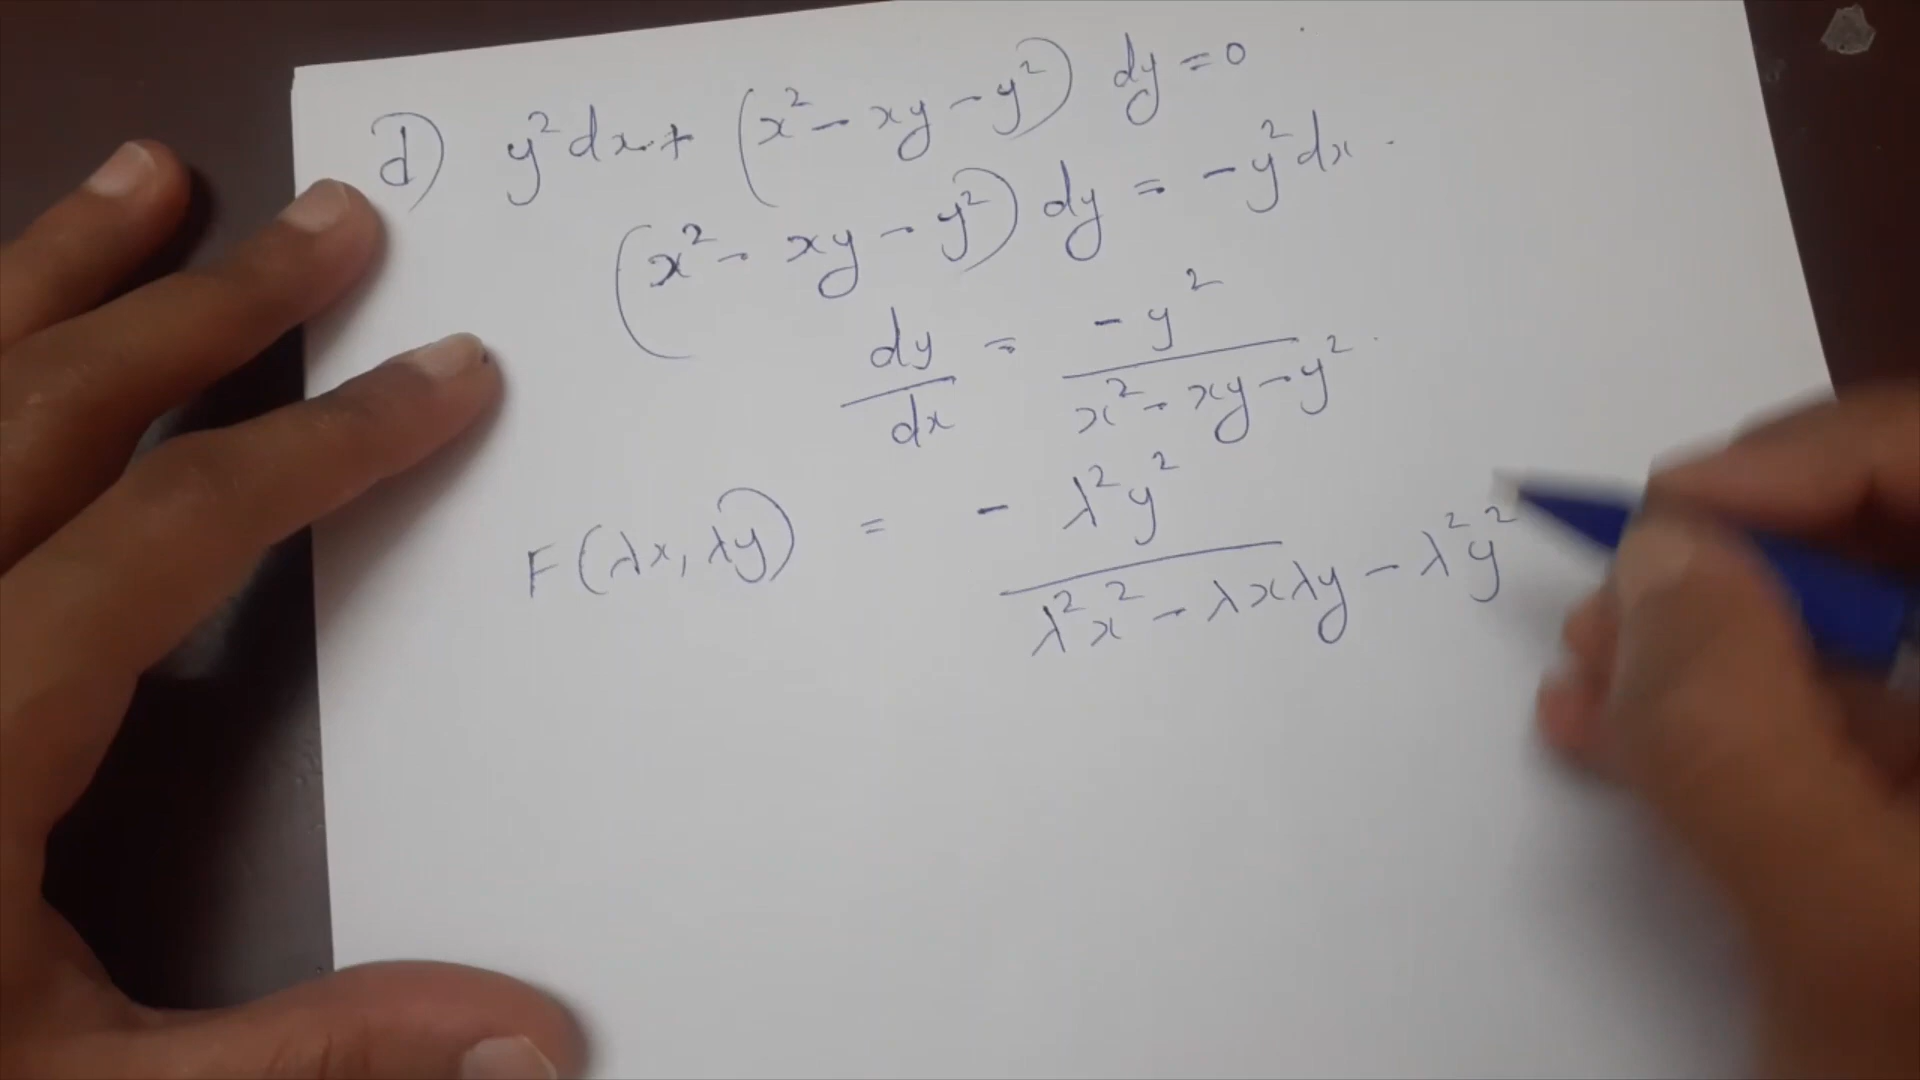 d) y²dx + (x² - xy - y²) dy = 0
(x² - xy - y²) dy = -y²dx.
dy/dx = -y²/(x² - xy - y²)
F(λx, λy) = - λ²y²/(λ²x² - λxλy - λ²y²)